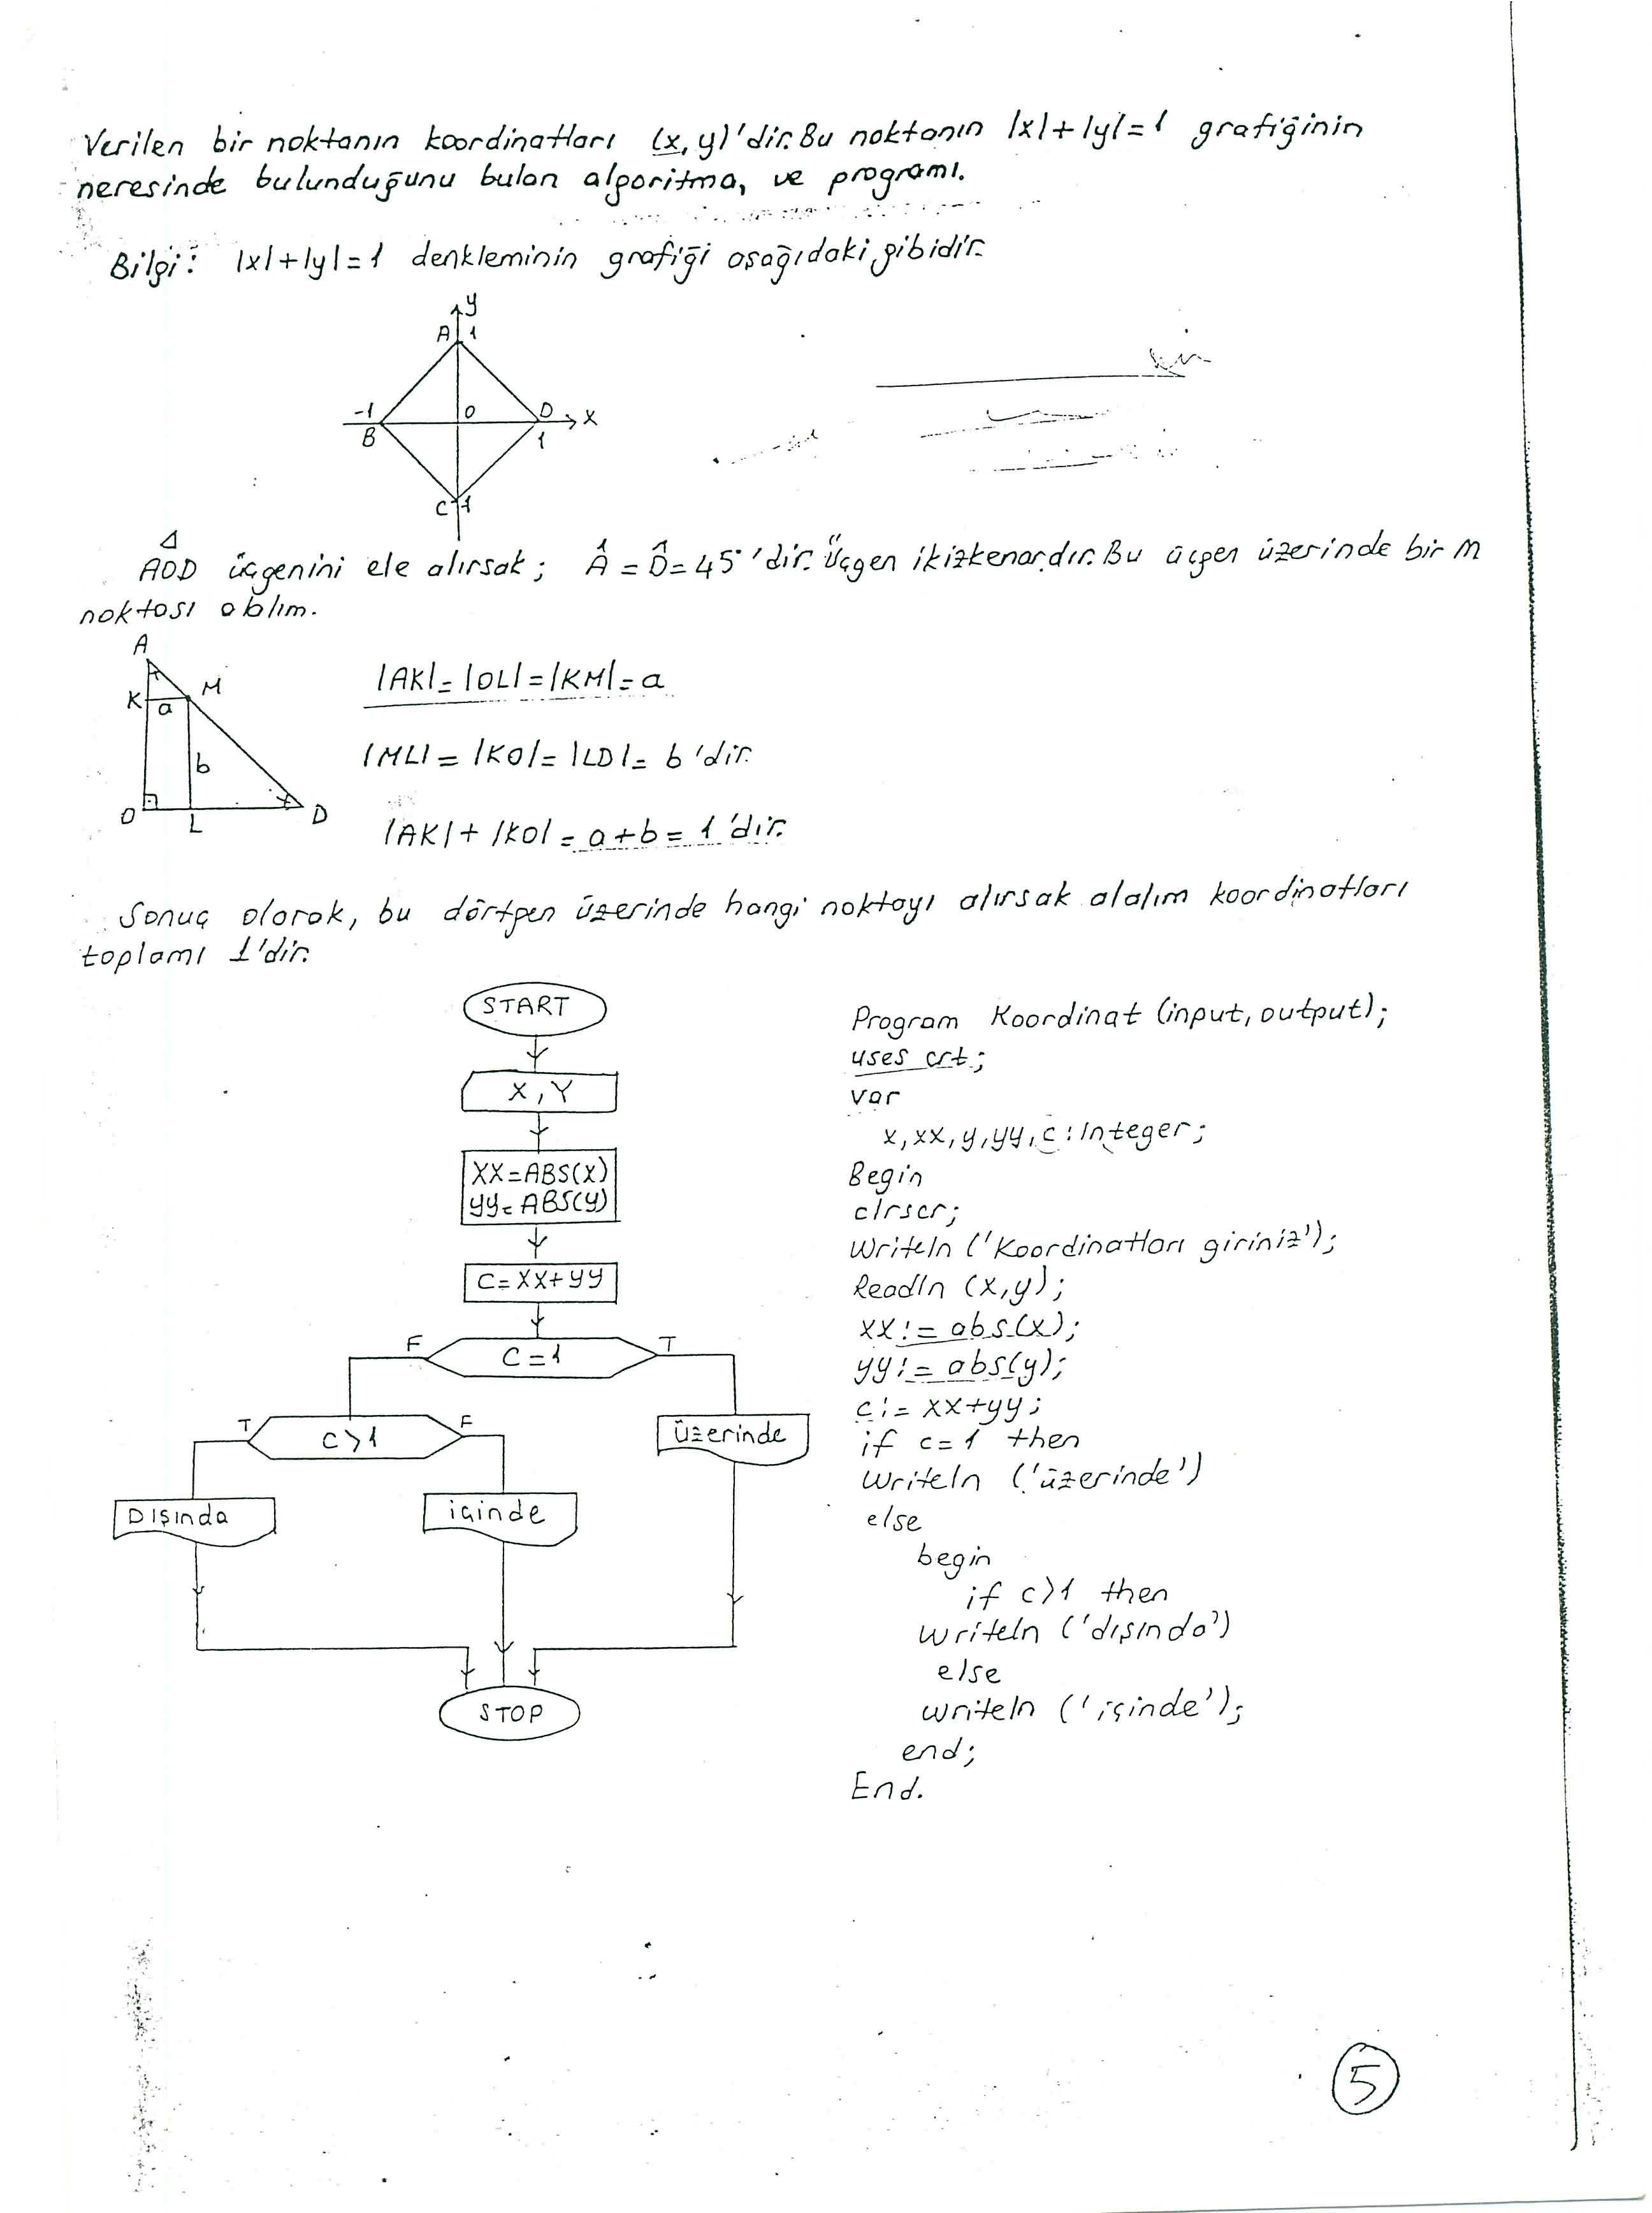 Verilen bir noktanın koordinatları (x, y)'dir. Bu noktanın |x|+|y|=1 grafiğinin
neresinde bulunduğunu bulan algoritma, ve programı.
Bilgi: |x|+|y|=1 denkleminin grafiği aşağıdaki gibidir.
y
A 1
-1 0 D x
B 1
C -1
Δ
AOD üçgenini ele alırsak; Â = D̂ = 45°'dir. Üçgen ikizkenardır. Bu üçgen üzerinde bir M
noktası alalım.
A
K a M
b
O L D
|AK|=|OL|=|KM|=a
|ML|=|KO|=|LD|=b'dir.
|AK|+|KO|=a+b=1'dir.
Sonuç olarak, bu dörtgen üzerinde hangi noktayı alırsak alalım koordinatları
toplamı 1'dir.
START
X, Y
XX=ABS(X)
yy=ABS(y)
C=XX+yy
F C=1 T
T C>1 F
üzerinde
Dışında
içinde
STOP
Program Koordinat (input, output);
uses crt;
var
x, xx, y, yy, c : Integer;
Begin
clrscr;
Writeln ('Koordinatları giriniz');
Readln (x,y);
xx:=abs(x);
yy:=abs(y);
c:=xx+yy;
if c=1 then
writeln ('üzerinde')
else
begin
if c>1 then
writeln ('dışında')
else
writeln ('içinde');
end;
End.
5